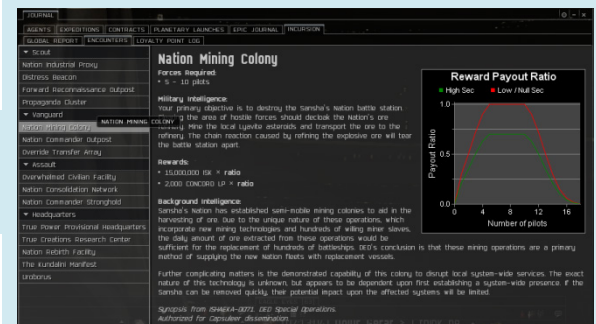 JOURNAL
AGENTS EXPEDITIONS CONTRACTS PLANETARY LAUNCHES EPIC JOURNAL INCURSION
GLOBAL REPORT ENCOUNTERS LOYALTY POINT LOG
Scout
Nation Industrial Proxy
Distress Beacon
Forward Reconnaissance Outpost
Propaganda Cluster
Vanguard
Nation Mining Colony
NATION MINING COLONY
Nation Commander Outpost
Override Transfer Array
Assault
Overwhelmed Civilian Facility
Nation Consolidation Network
Nation Commander Stronghold
Headquarters
True Power Provisional Headquarters
True Creations Research Center
Nation Rebirth Facility
The Kundalini Manifest
Uroborus
Nation Mining Colony
Forces Required:
• 5 - 10 pilots
Military Intelligence:
Your primary objective is to destroy the Sansha's Nation battle station.
the area of hostile forces should decloak the Nation's ore
refinery. Mine the local Lyavite asteroids and transport the ore to the
refinery. The chain reaction caused by refining the explosive ore will tear
the battle station apart.
Rewards:
• 15,000,000 ISK × ratio
• 2,000 CONCORD LP × ratio
Background Intelligence:
Sansha's Nation has established semi-mobile mining colonies to aid in the
harvesting of ore. Due to the unique nature of these operations, which
incorporate new mining technologies and hundreds of willing miner slaves,
the daily amount of ore extracted from these operations would be
sufficient for the replacement of hundreds of battleships. DED's conclusion is that these mining operations are a primary
method of supplying the new Nation fleets with replacement vessels.
Further complicating matters is the demonstrated capability of this colony to disrupt local system-wide services. The exact
nature of this technology is unknown, but appears to be dependent upon first establishing a system-wide presence. If the
Sansha can be removed quickly, their potential impact upon the affected systems will be limited.
Synopsis from ISHAEKA-0071. DED Special Operations.
Authorized for Capsuleer dissemination.
Reward Payout Ratio
High Sec Low / Null Sec
Payout Ratio
1.0
0.5
0.0
0 4 8 12 16
Number of pilots